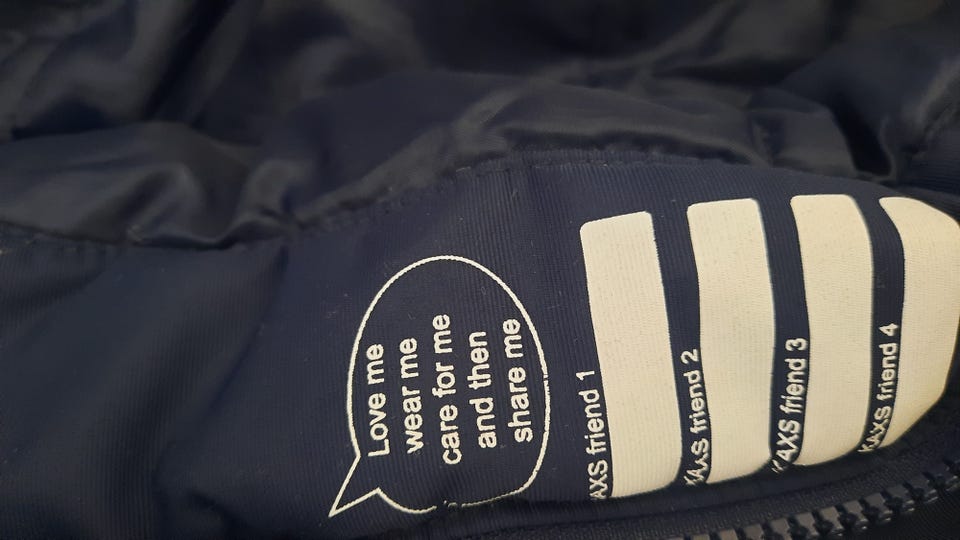 Love me
wear me
care for me
and then
share me
KAXS friend 1
KAXS friend 2
KAXS friend 3
KAXS friend 4